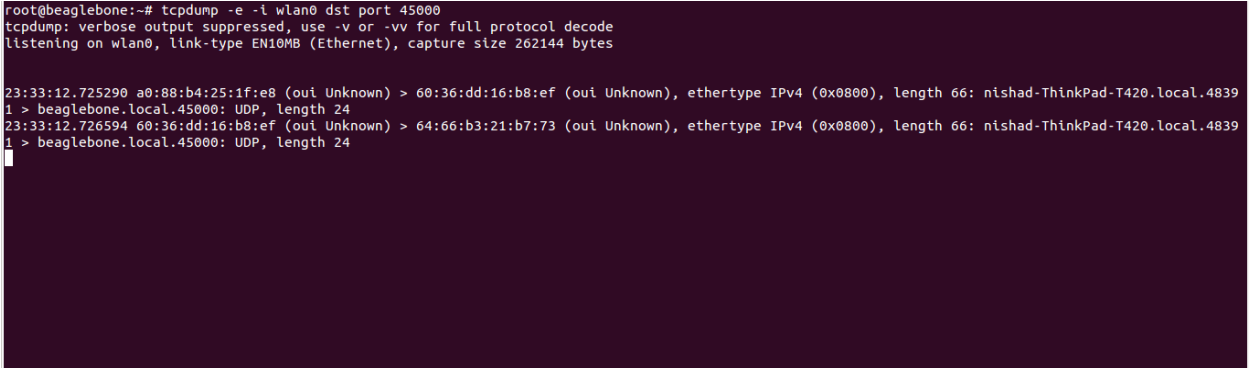 root@beaglebone:~# tcpdump -e -i wlan0 dst port 45000
tcpdump: verbose output suppressed, use -v or -vv for full protocol decode
listening on wlan0, link-type EN10MB (Ethernet), capture size 262144 bytes
23:33:12.725290 a0:88:b4:25:1f:e8 (oui Unknown) > 60:36:dd:16:b8:ef (oui Unknown), ethertype IPv4 (0x0800), length 66: nishad-ThinkPad-T420.local.4839
1 > beaglebone.local.45000: UDP, length 24
23:33:12.726594 60:36:dd:16:b8:ef (oui Unknown) > 64:66:b3:21:b7:73 (oui Unknown), ethertype IPv4 (0x0800), length 66: nishad-ThinkPad-T420.local.4839
1 > beaglebone.local.45000: UDP, length 24